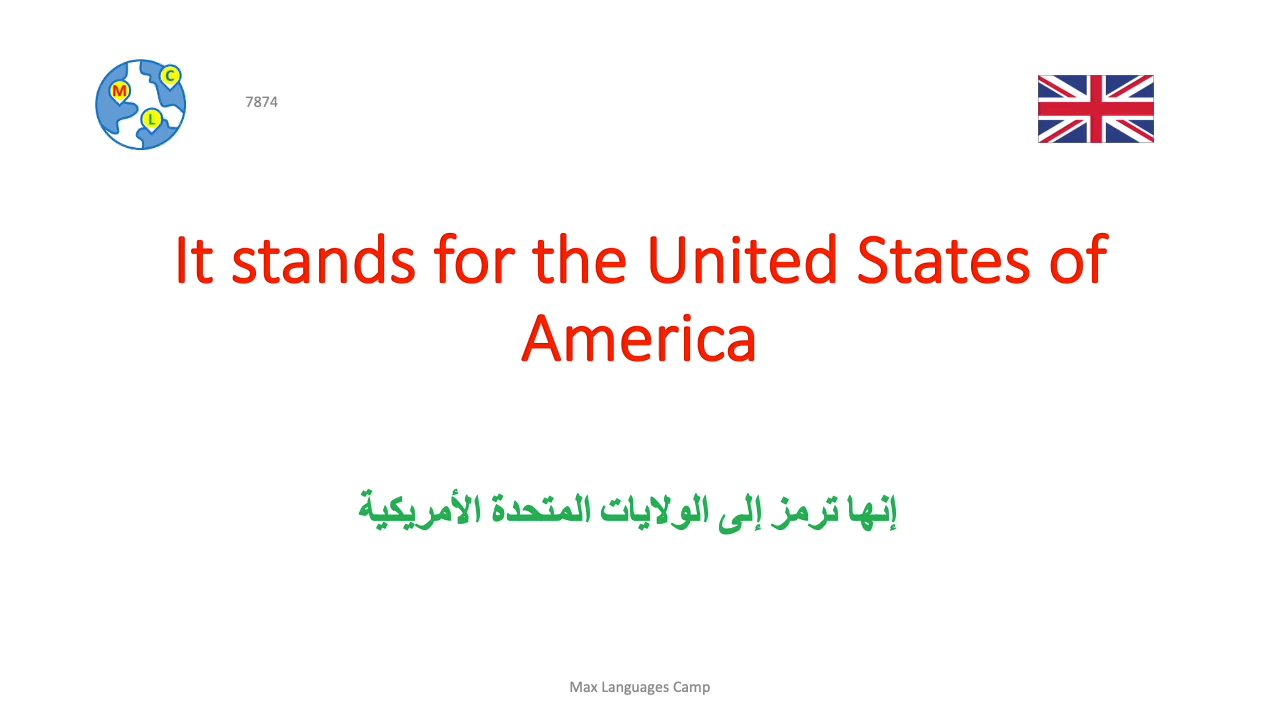 C
M
L
7874
It stands for the United States of
America
إنها ترمز إلى الولايات المتحدة الأمريكية
Max Languages Camp